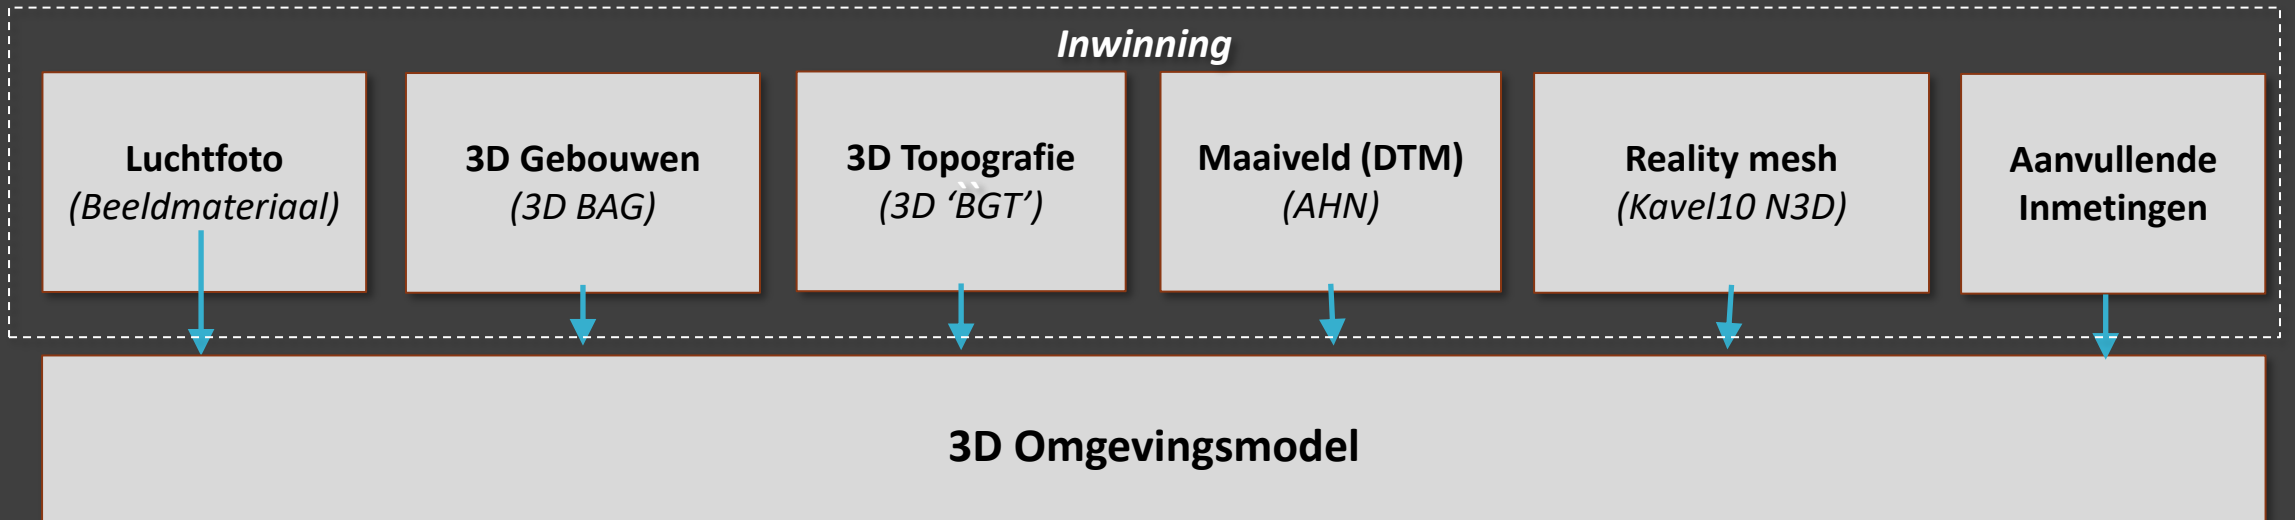 Inwinning
Luchtfoto
(Beeldmateriaal)
3D Gebouwen
(3D BAG)
3D Topografie
(3D ‘BGT’)
Maaiveld (DTM)
(AHN)
Reality mesh
(Kavel10 N3D)
Aanvullende
Inmetingen
3D Omgevingsmodel